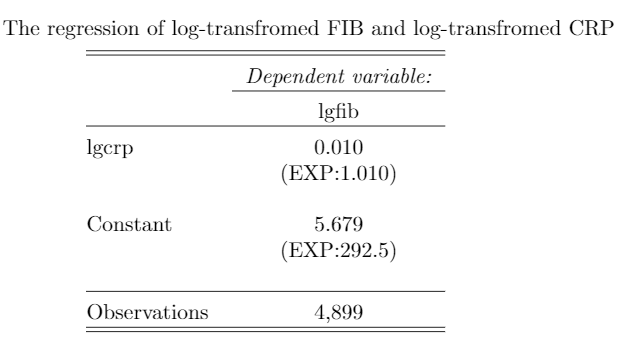 The regression of log-transfromed FIB and log-transfromed CRP
Dependent variable:
lgfib
lgcrp 0.010
(EXP:1.010)
Constant 5.679
(EXP:292.5)
Observations 4,899